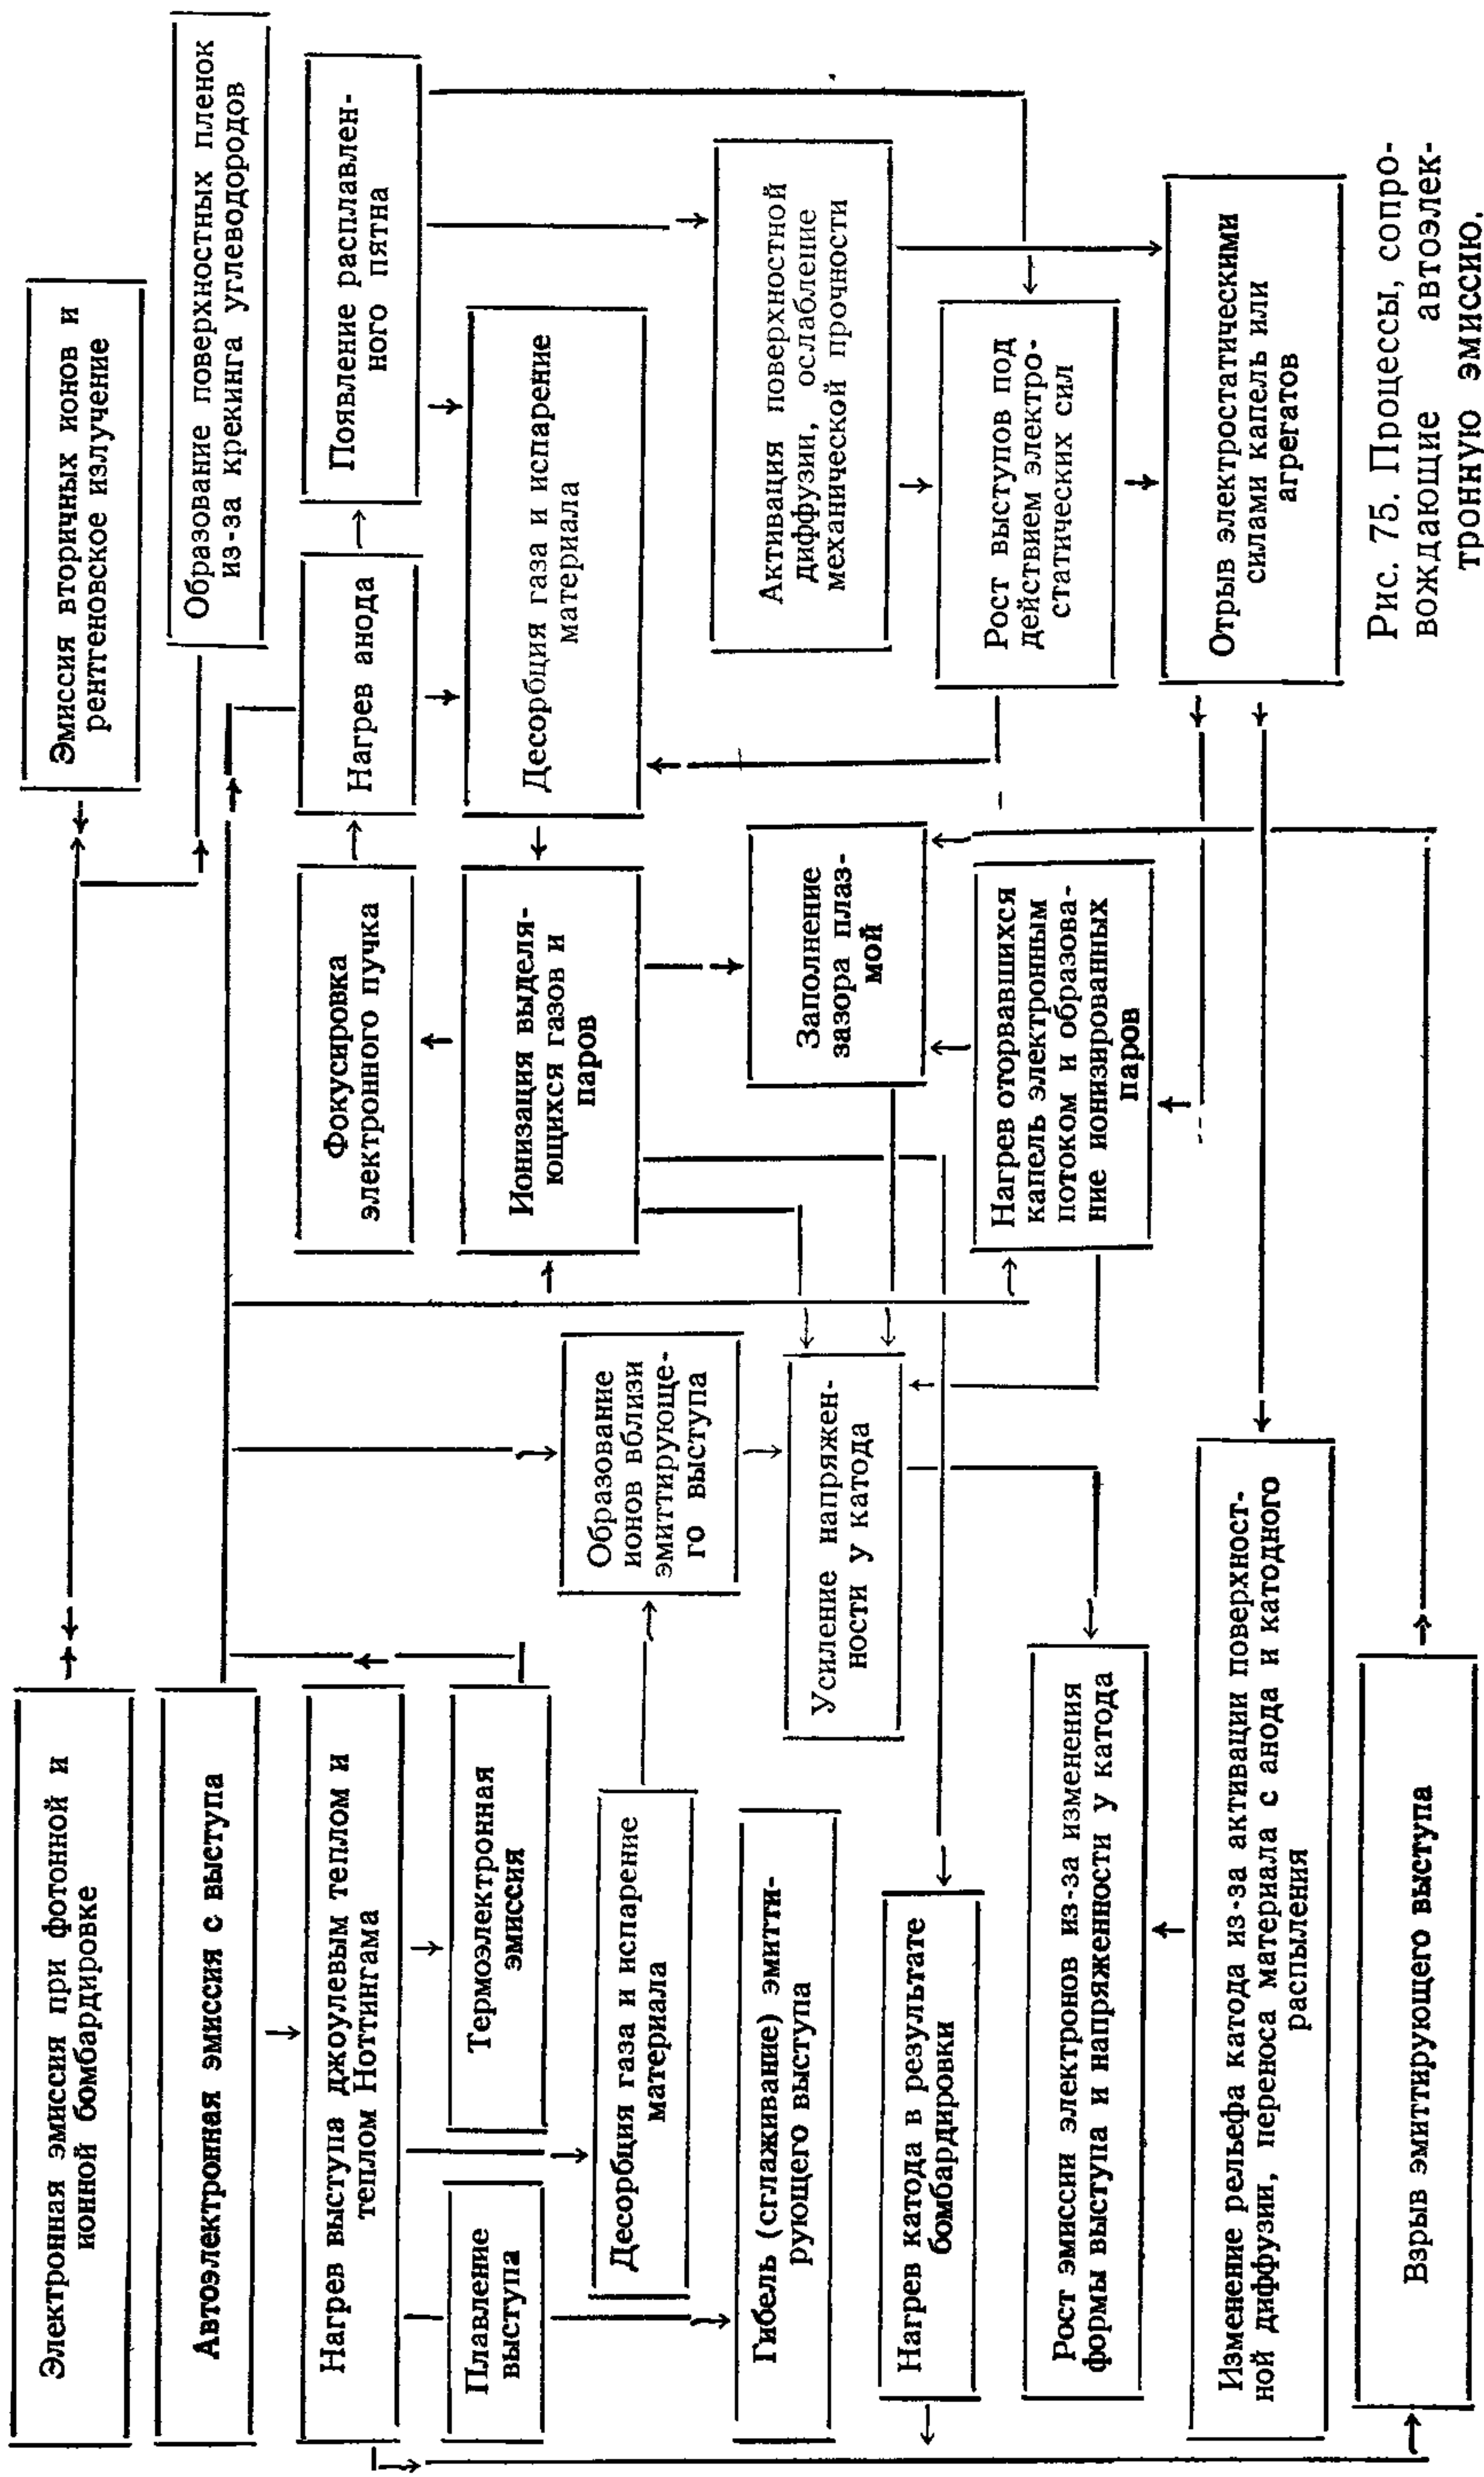 Электронная эмиссия при фотонной и
ионной бомбардировке
Эмиссия вторичных ионов и
рентгеновское излучение
Автоэлектронная эмиссия с выступа
Образование поверхностных пленок
из-за крекинга углеводородов
Нагрев выступа джоулевым теплом и
теплом Ноттингама
Фокусировка
электронного пучка
Нагрев анода
Появление расплавлен-
ного пятна
Плавление
выступа
Термоэлектронная
эмиссия
Ионизация выделя-
ющихся газов и
паров
Десорбция газа и испарение
материала
Десорбция газа и испарение
материала
Образование
ионов вблизи
эмиттирующе-
го выступа
Гибель (сглаживание) эмитти-
рующего выступа
Усиление напряжен-
ности у катода
Заполнение
зазора плаз-
мой
Активация поверхностной
диффузии, ослабление
механической прочности
Нагрев катода в результате
бомбардировки
Нагрев оторвавшихся
капель электронным
потоком и образова-
ние ионизированных
паров
Рост выступов под
действием электро-
статических сил
Рост эмиссии электронов из-за изменения
формы выступа и напряженности у катода
Отрыв электростатическими
силами капель или
агрегатов
Изменение рельефа катода из-за активации поверхност-
ной диффузии, переноса материала с анода и катодного
распыления
Взрыв эмиттирующего выступа
Рис. 75. Процессы, сопро-
вождающие автоэлек-
тронную эмиссию.